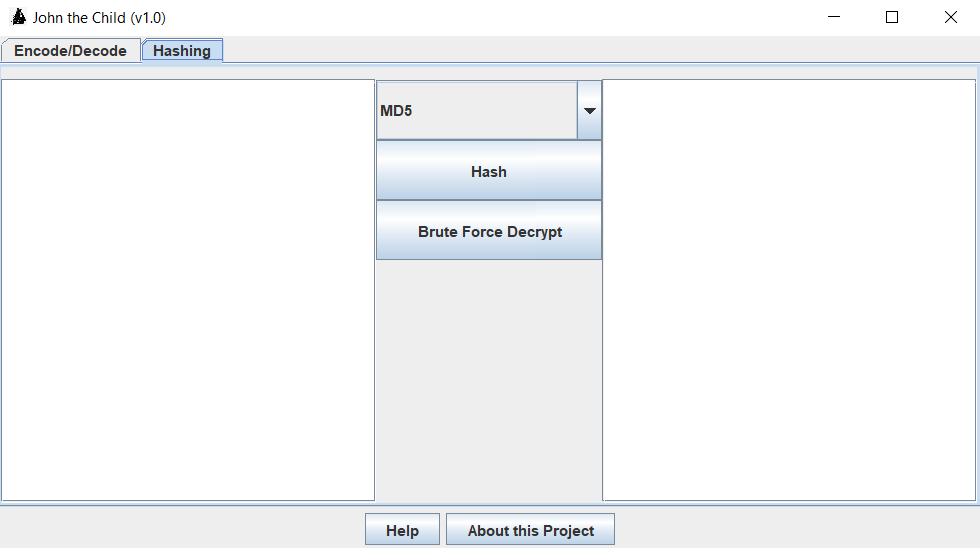 John the Child (v1.0)
Encode/Decode Hashing
MD5
Hash
Brute Force Decrypt
Help About this Project